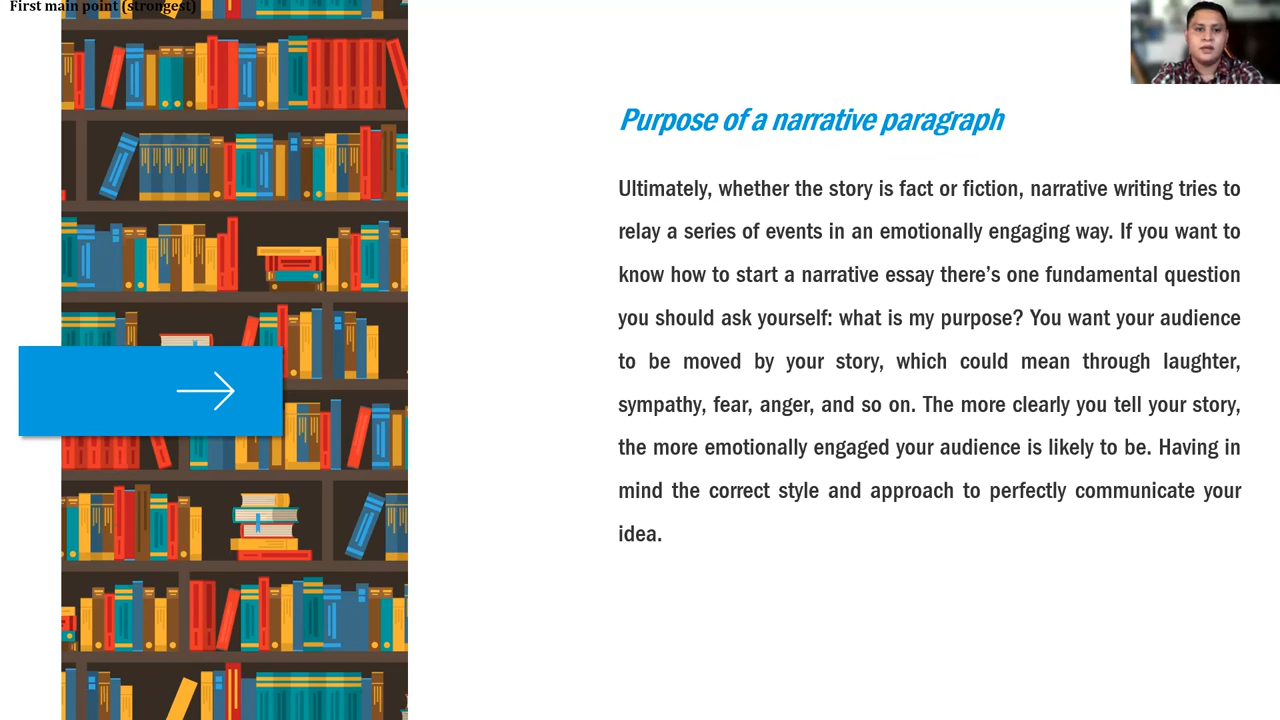 First main point (strongest)
Purpose of a narrative paragraph
Ultimately, whether the story is fact or fiction, narrative writing tries to
relay a series of events in an emotionally engaging way. If you want to
know how to start a narrative essay there’s one fundamental question
you should ask yourself: what is my purpose? You want your audience
to be moved by your story, which could mean through laughter,
sympathy, fear, anger, and so on. The more clearly you tell your story,
the more emotionally engaged your audience is likely to be. Having in
mind the correct style and approach to perfectly communicate your
idea.